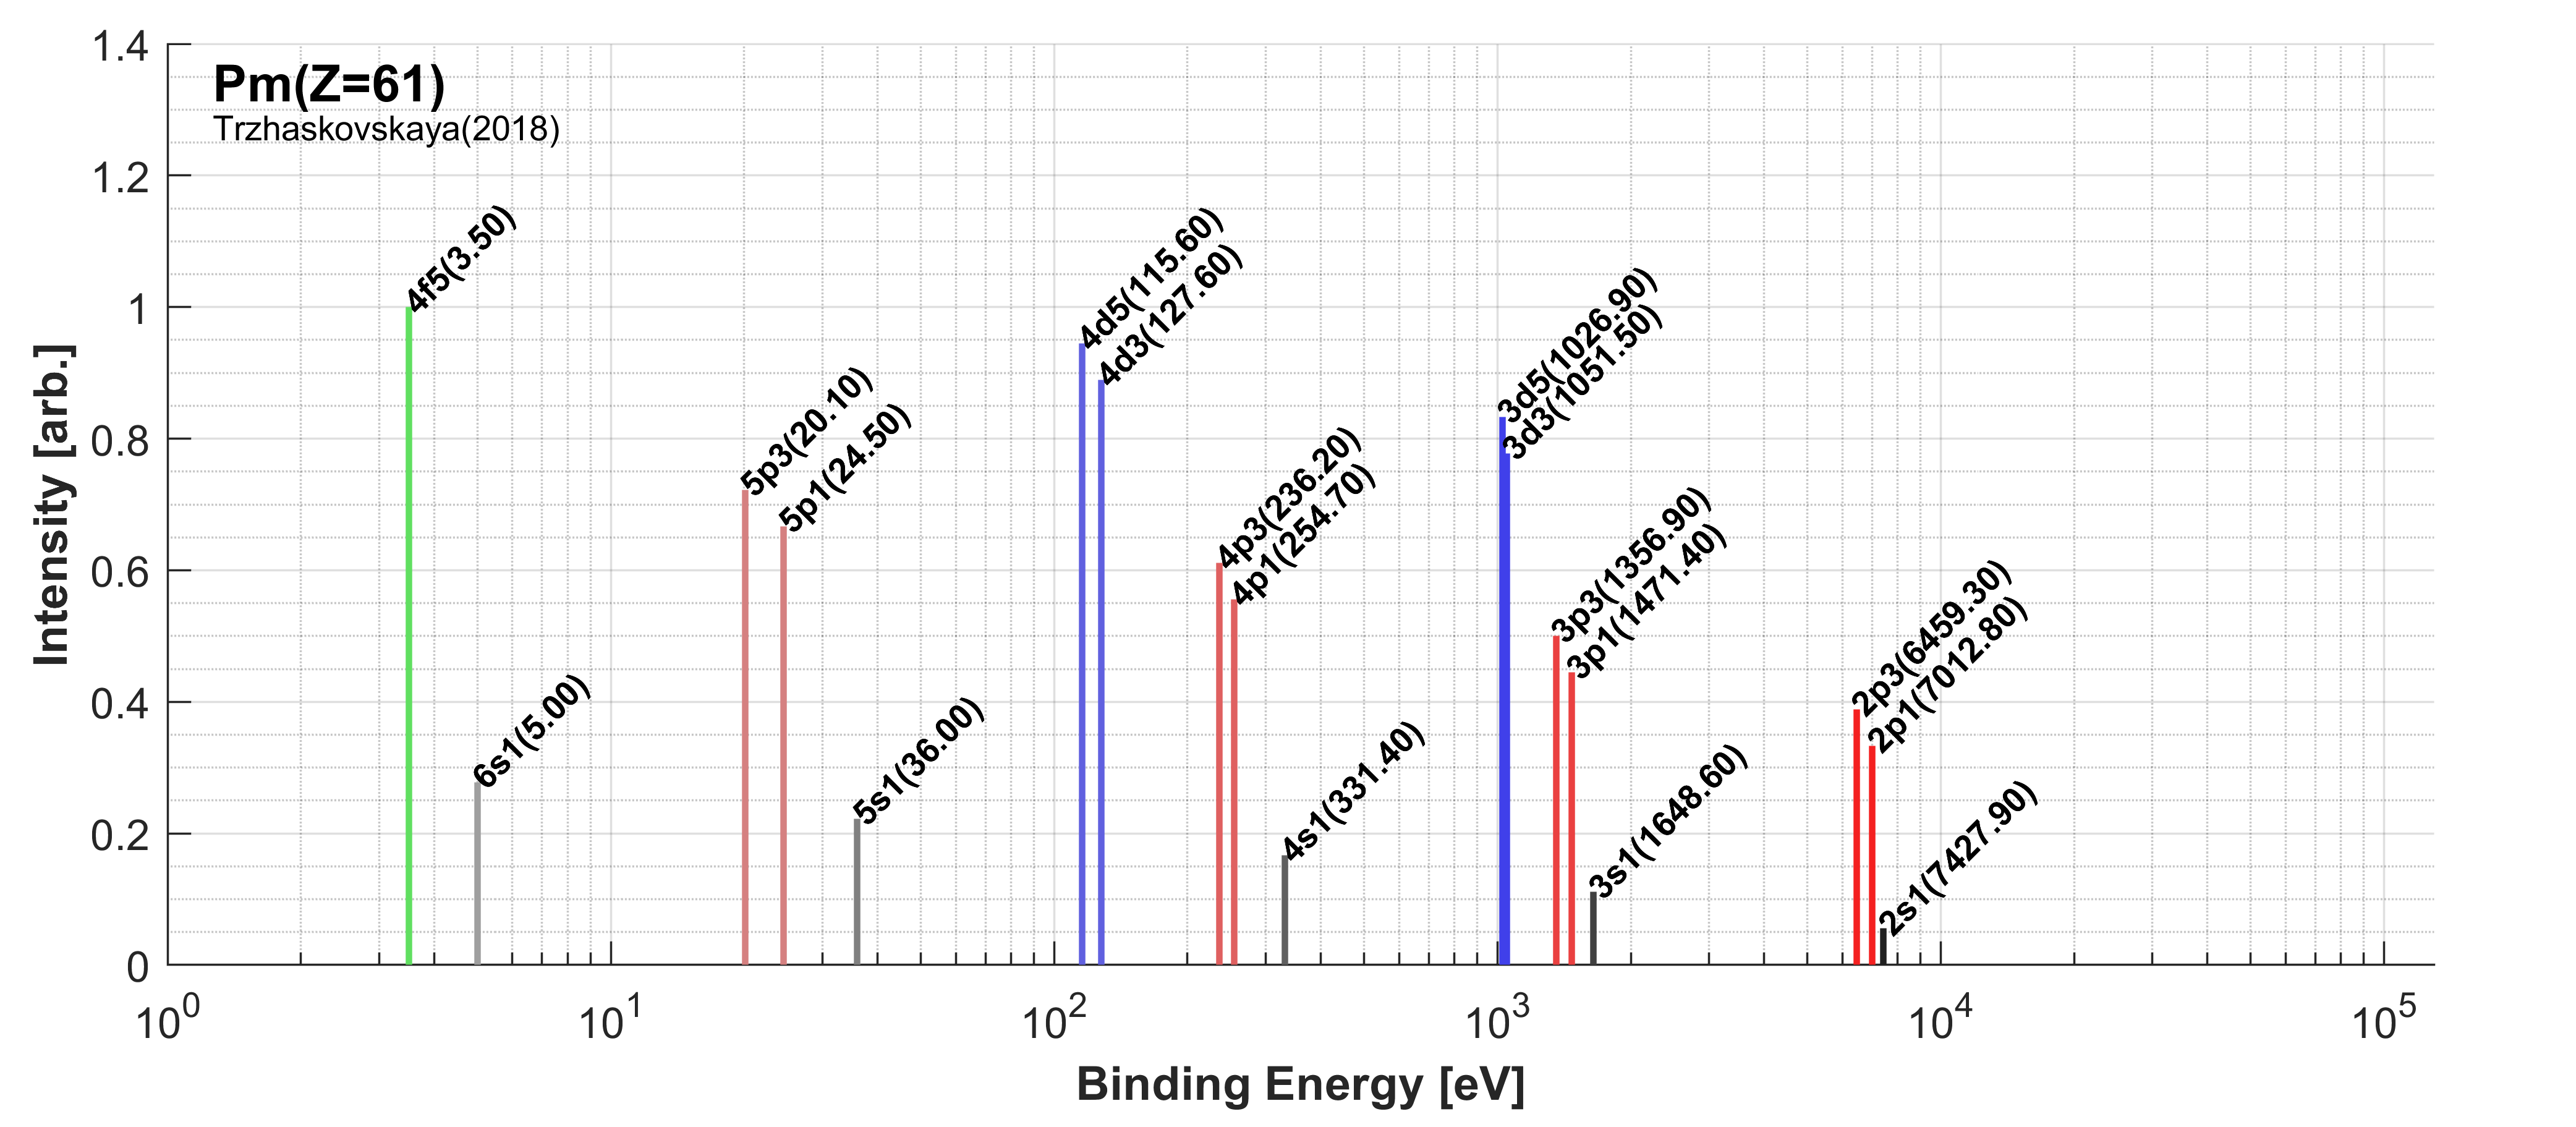 Pm(Z=61)
Trzhaskovskaya(2018)
Intensity [arb.]
1.4
1.2
1
0.8
0.6
0.4
0.2
0
4f5(3.50)
6s1(5.00)
5p3(20.10)
5p1(24.50)
5s1(36.00)
4d5(115.60)
4d3(127.60)
4p3(236.20)
4p1(254.70)
4s1(331.40)
3d5(1026.90)
3d3(1051.50)
3p3(1356.90)
3p1(1471.40)
3s1(1648.60)
2p3(6459.30)
2p1(7012.80)
2s1(7427.90)
10^0 10^1 10^2 10^3 10^4 10^5
Binding Energy [eV]